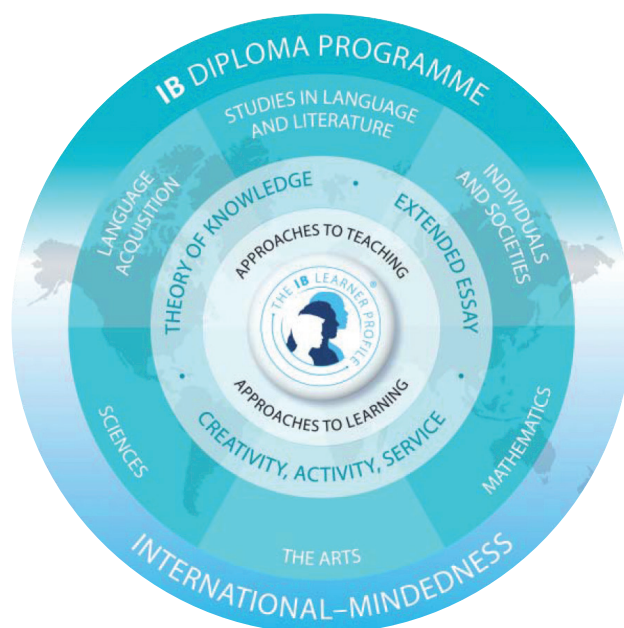 IB DIPLOMA PROGRAMME
STUDIES IN LANGUAGE
AND LITERATURE
LANGUAGE
ACQUISITION
INDIVIDUALS
AND SOCIETIES
THEORY OF KNOWLEDGE
•
EXTENDED ESSAY
•
APPROACHES TO TEACHING
THE IB LEARNER PROFILE
®
APPROACHES TO LEARNING
•
CREATIVITY, ACTIVITY, SERVICE
SCIENCES
MATHEMATICS
THE ARTS
INTERNATIONAL–MINDEDNESS